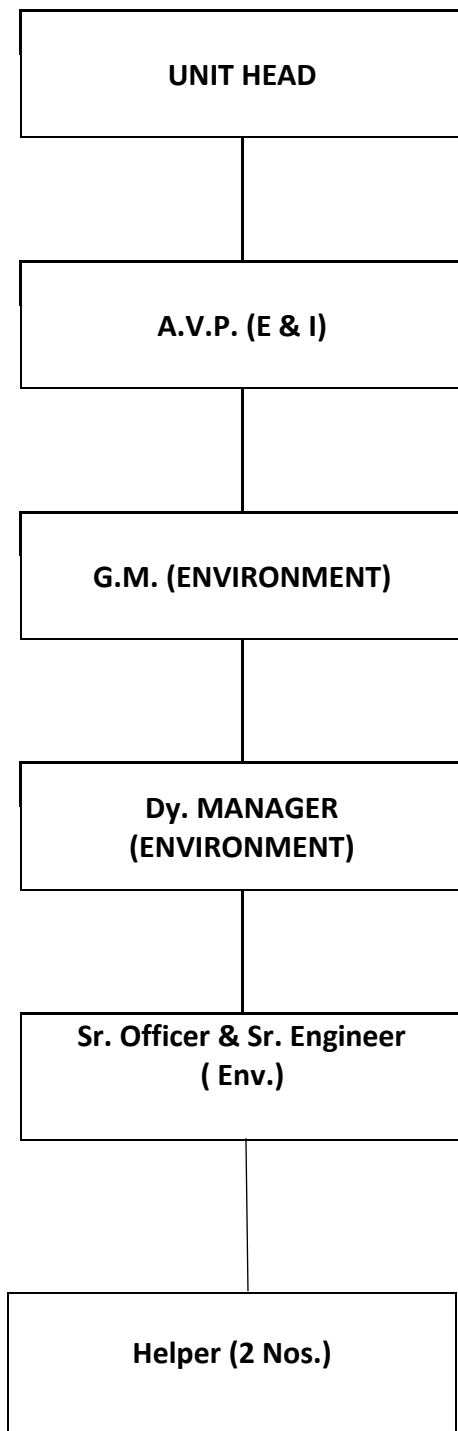 UNIT HEAD
A.V.P. (E & I)
G.M. (ENVIRONMENT)
Dy. MANAGER
(ENVIRONMENT)
Sr. Officer & Sr. Engineer
( Env.)
Helper (2 Nos.)